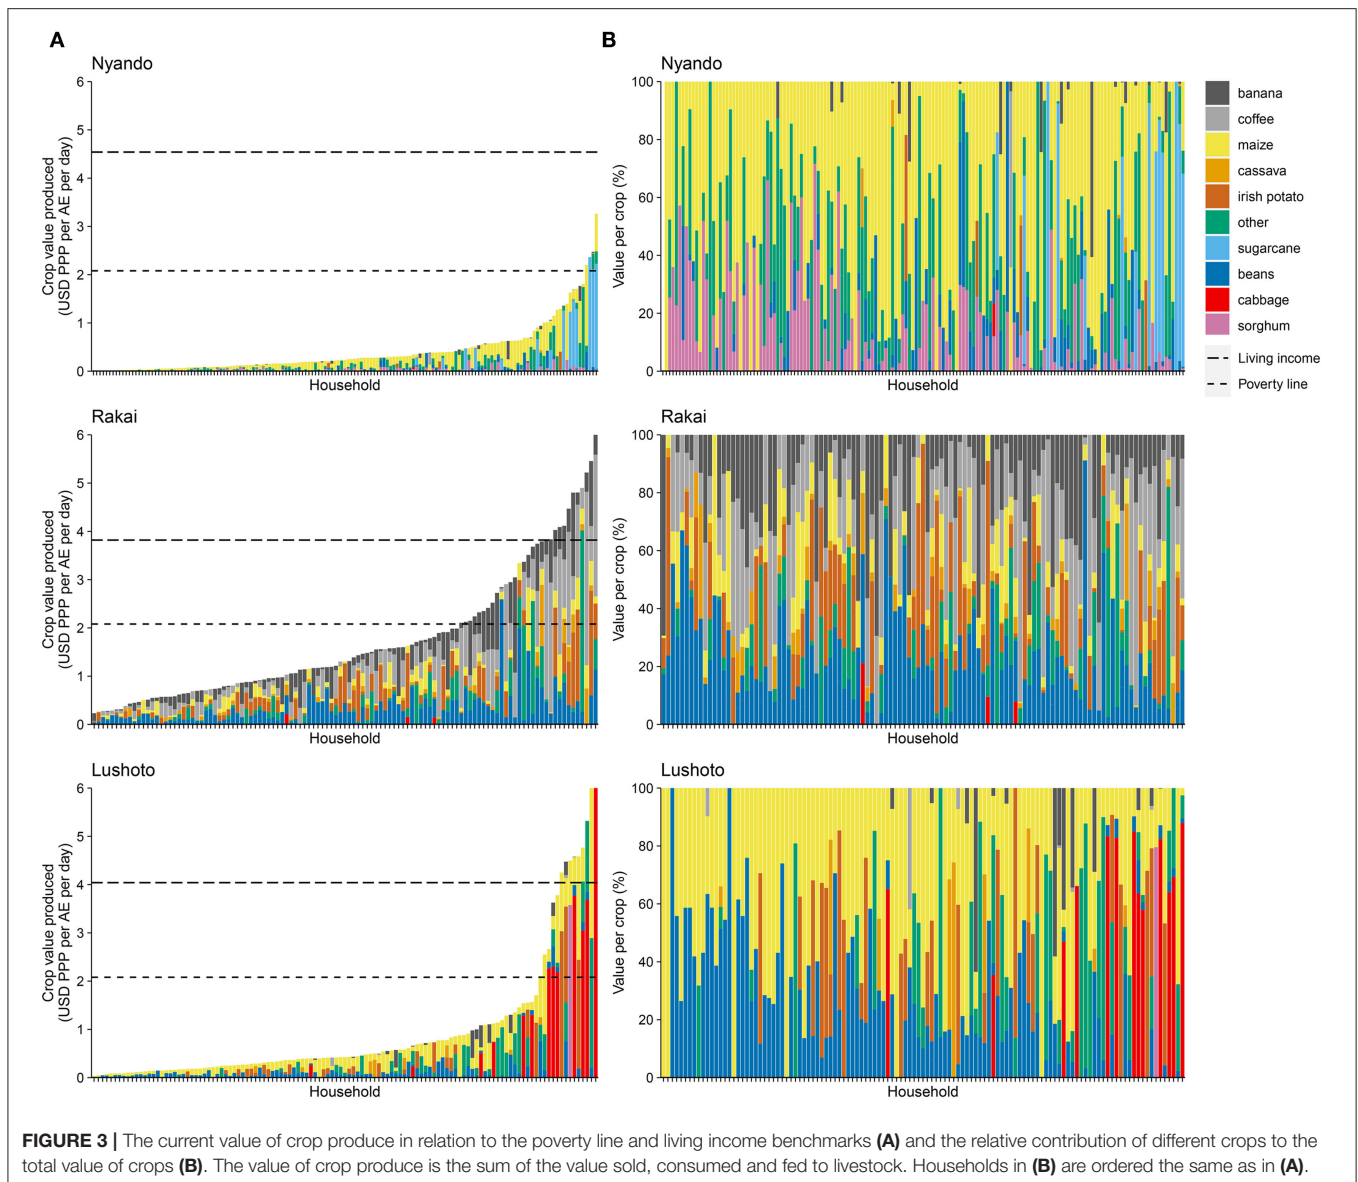 A
B
Nyando
6
5
4
3
2
1
0
Crop value produced
(USD PPP per AE per day)
Household
Nyando
100
80
60
40
20
0
Value per crop (%)
Household
banana
coffee
maize
cassava
irish potato
other
sugarcane
beans
cabbage
sorghum
Living income
Poverty line
Rakai
6
5
4
3
2
1
0
Crop value produced
(USD PPP per AE per day)
Household
Rakai
100
80
60
40
20
0
Value per crop (%)
Household
Lushoto
6
5
4
3
2
1
0
Crop value produced
(USD PPP per AE per day)
Household
Lushoto
100
80
60
40
20
0
Value per crop (%)
Household
FIGURE 3 | The current value of crop produce in relation to the poverty line and living income benchmarks (A) and the relative contribution of different crops to the
total value of crops (B). The value of crop produce is the sum of the value sold, consumed and fed to livestock. Households in (B) are ordered the same as in (A).